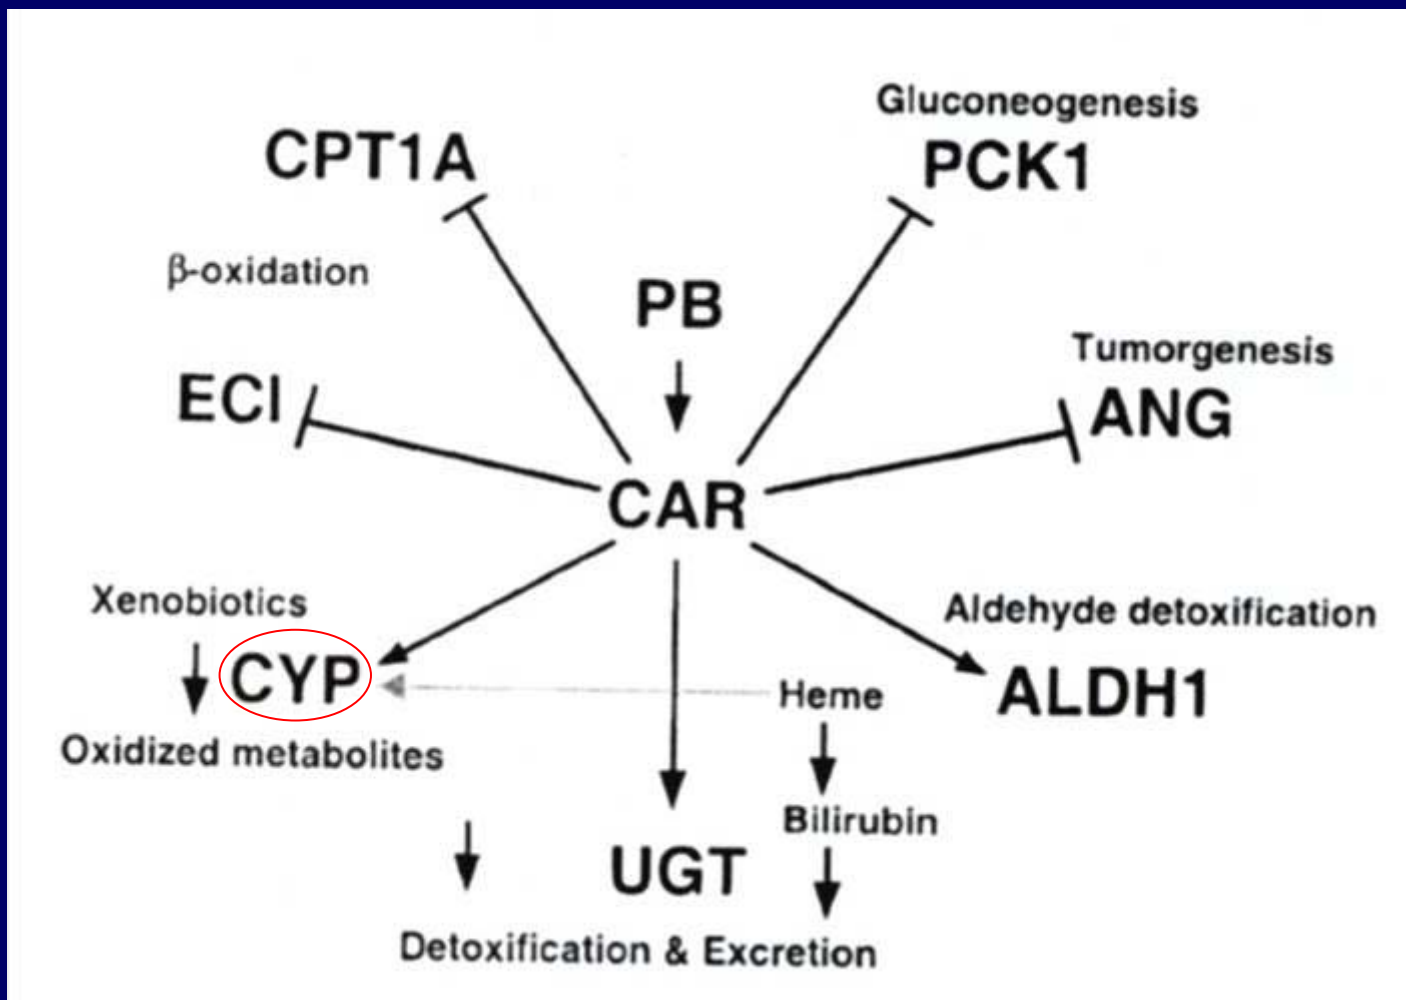 Gluconeogenesis
CPT1A
PCK1
β-oxidation
PB
Tumorgenesis
ECI
ANG
CAR
Xenobiotics
Aldehyde detoxification
CYP
Heme
ALDH1
Oxidized metabolites
Bilirubin
UGT
Detoxification & Excretion